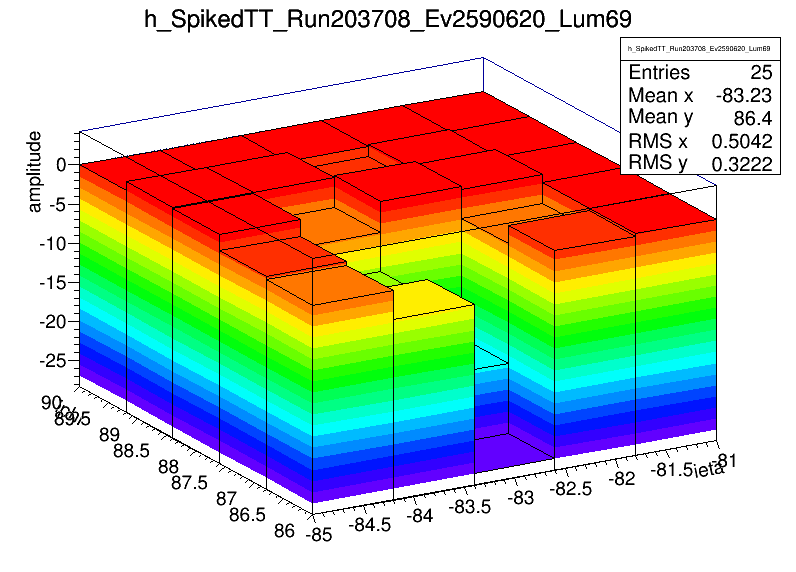 h_SpikedTT_Run203708_Ev2590620_Lum69
h_SpikedTT_Run203708_Ev2590620_Lum69
Entries 25
Mean x -83.23
Mean y 86.4
RMS x 0.5042
RMS y 0.3222
amplitude
0
-5
-10
-15
-20
-25
90
89.5
89
88.5
88
87.5
87
86.5
86
-85
-84.5
-84
-83.5
-83
-82.5
-82
-81.5
-81
ieta